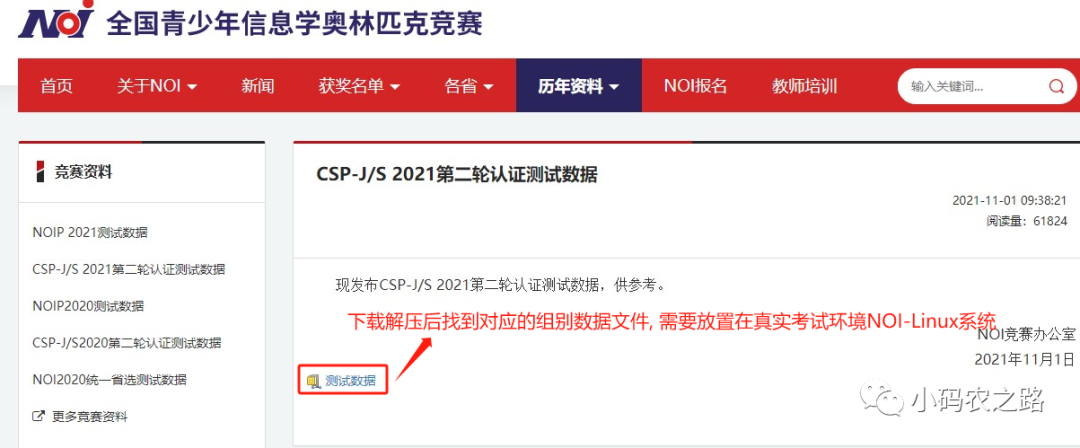 NOI 全国青少年信息学奥林匹克竞赛
首页 关于NOI 新闻 获奖名单 各省 历年资料 NOI报名 教师培训 输入关键词...
竞赛资料
NOIP 2021测试数据
CSP-J/S 2021第二轮认证测试数据
NOIP2020测试数据
CSP-J/S2020第二轮认证测试数据
NOI2020统一省选测试数据
更多竞赛资料
CSP-J/S 2021第二轮认证测试数据
2021-11-01 09:38:21
阅读量：61824
现发布CSP-J/S 2021第二轮认证测试数据，供参考。
下载解压后找到对应的组别数据文件, 需要放置在真实考试环境NOI-Linux系统
NOI竞赛办公室
2021年11月1日
测试数据
小码农之路